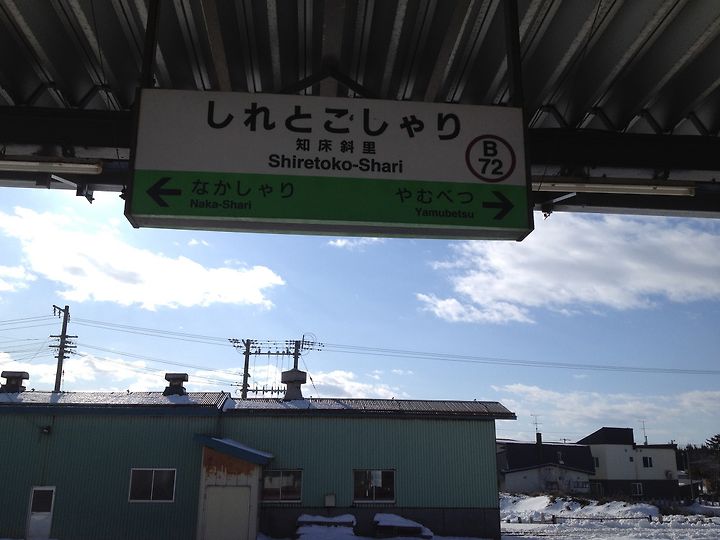 しれとこしゃり
知床斜里
Shiretoko-Shari
B
72
なかしゃり
Naka-Shari
やむべつ
Yamubetsu